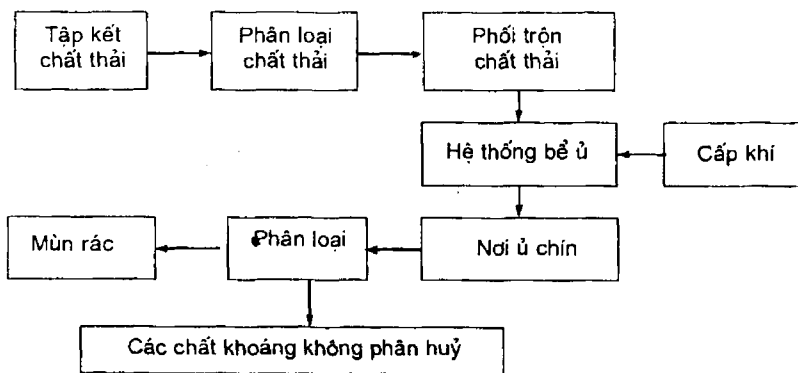 Tập kết
chất thải
Phân loại
chất thải
Phối trộn
chất thải
Hệ thống bể ủ
Cấp khí
Mùn rác
Phân loại
Nơi ủ chín
Các chất khoáng không phân huỷ